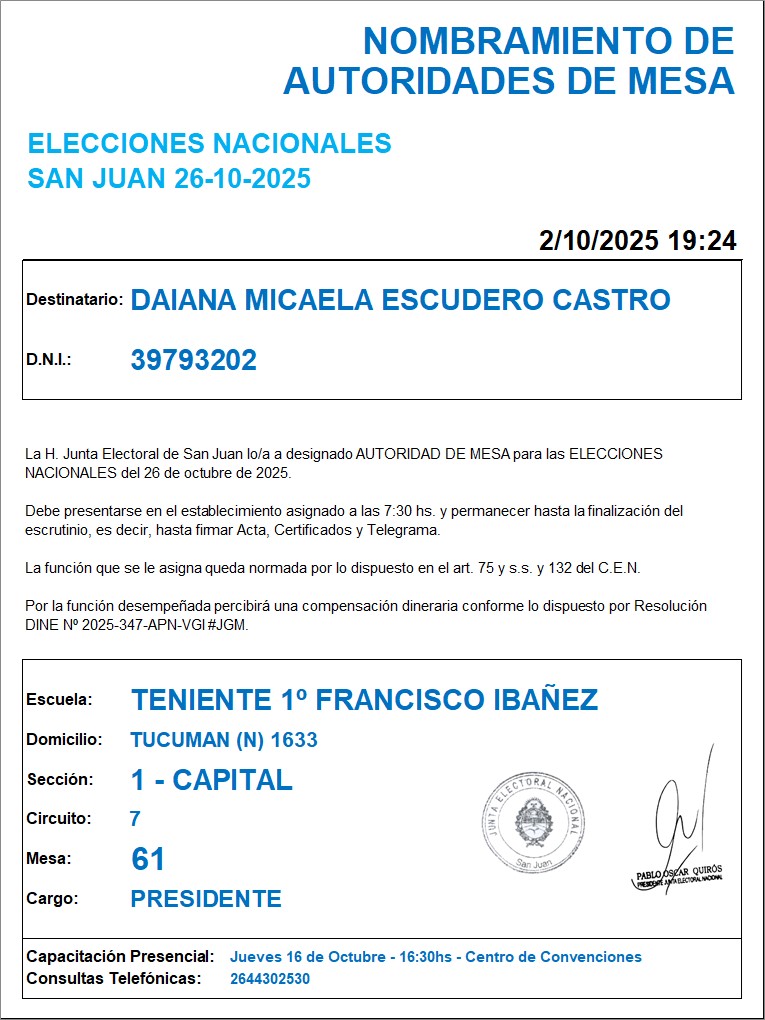 NOMBRAMIENTO DE
AUTORIDADES DE MESA
ELECCIONES NACIONALES
SAN JUAN 26-10-2025
2/10/2025 19:24
Destinatario: DAIANA MICAELA ESCUDERO CASTRO
D.N.I.: 39793202
La H. Junta Electoral de San Juan lo/a a designado AUTORIDAD DE MESA para las ELECCIONES
NACIONALES del 26 de octubre de 2025.
Debe presentarse en el establecimiento asignado a las 7:30 hs. y permanecer hasta la finalización del
escrutinio, es decir, hasta firmar Acta, Certificados y Telegrama.
La función que se le asigna queda normada por lo dispuesto en el art. 75 y s.s. y 132 del C.E.N.
Por la función desempeñada percibirá una compensación dineraria conforme lo dispuesto por Resolución
DINE Nº 2025-347-APN-VGI#JGM.
Escuela: TENIENTE 1º FRANCISCO IBAÑEZ
Domicilio: TUCUMAN (N) 1633
Sección: 1 - CAPITAL
Circuito: 7
Mesa: 61
Cargo: PRESIDENTE
JUNTA ELECTORAL NACIONAL
San Juan
PABLO OSCAR QUIRÓS
PRESIDENTE JUNTA ELECTORAL NACIONAL
Capacitación Presencial: Jueves 16 de Octubre - 16:30hs - Centro de Convenciones
Consultas Telefónicas: 2644302530